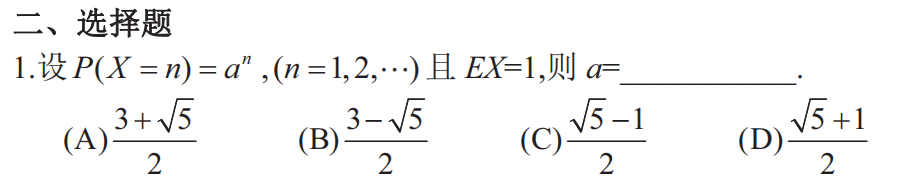 二、选择题
1.设 P(X = n) = aⁿ ,(n = 1, 2, ⋯) 且 EX=1,则 a=____________.
(A) (3+√5)/2 (B) (3−√5)/2 (C) (√5−1)/2 (D) (√5+1)/2